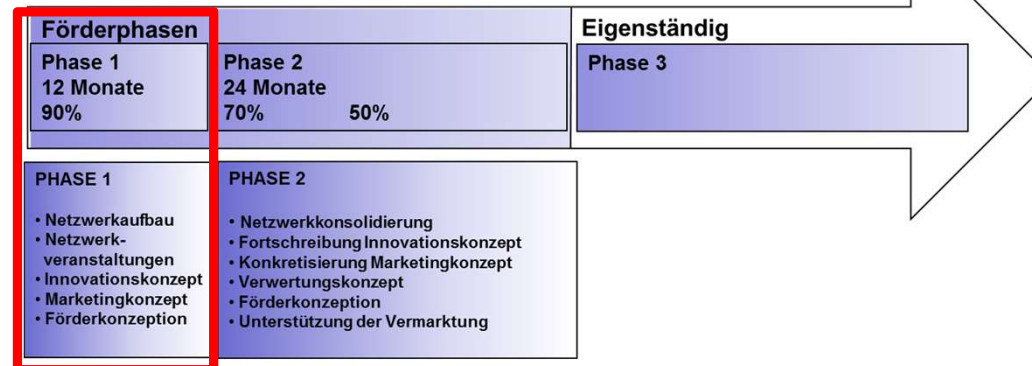 Förderphasen
Phase 1
12 Monate
90%
Phase 2
24 Monate
70% 50%
Eigenständig
Phase 3
PHASE 1
• Netzwerkaufbau
• Netzwerk-
veranstaltungen
• Innovationskonzept
• Marketingkonzept
• Förderkonzeption
PHASE 2
• Netzwerkkonsolidierung
• Fortschreibung Innovationskonzept
• Konkretisierung Marketingkonzept
• Verwertungskonzept
• Förderkonzeption
• Unterstützung der Vermarktung